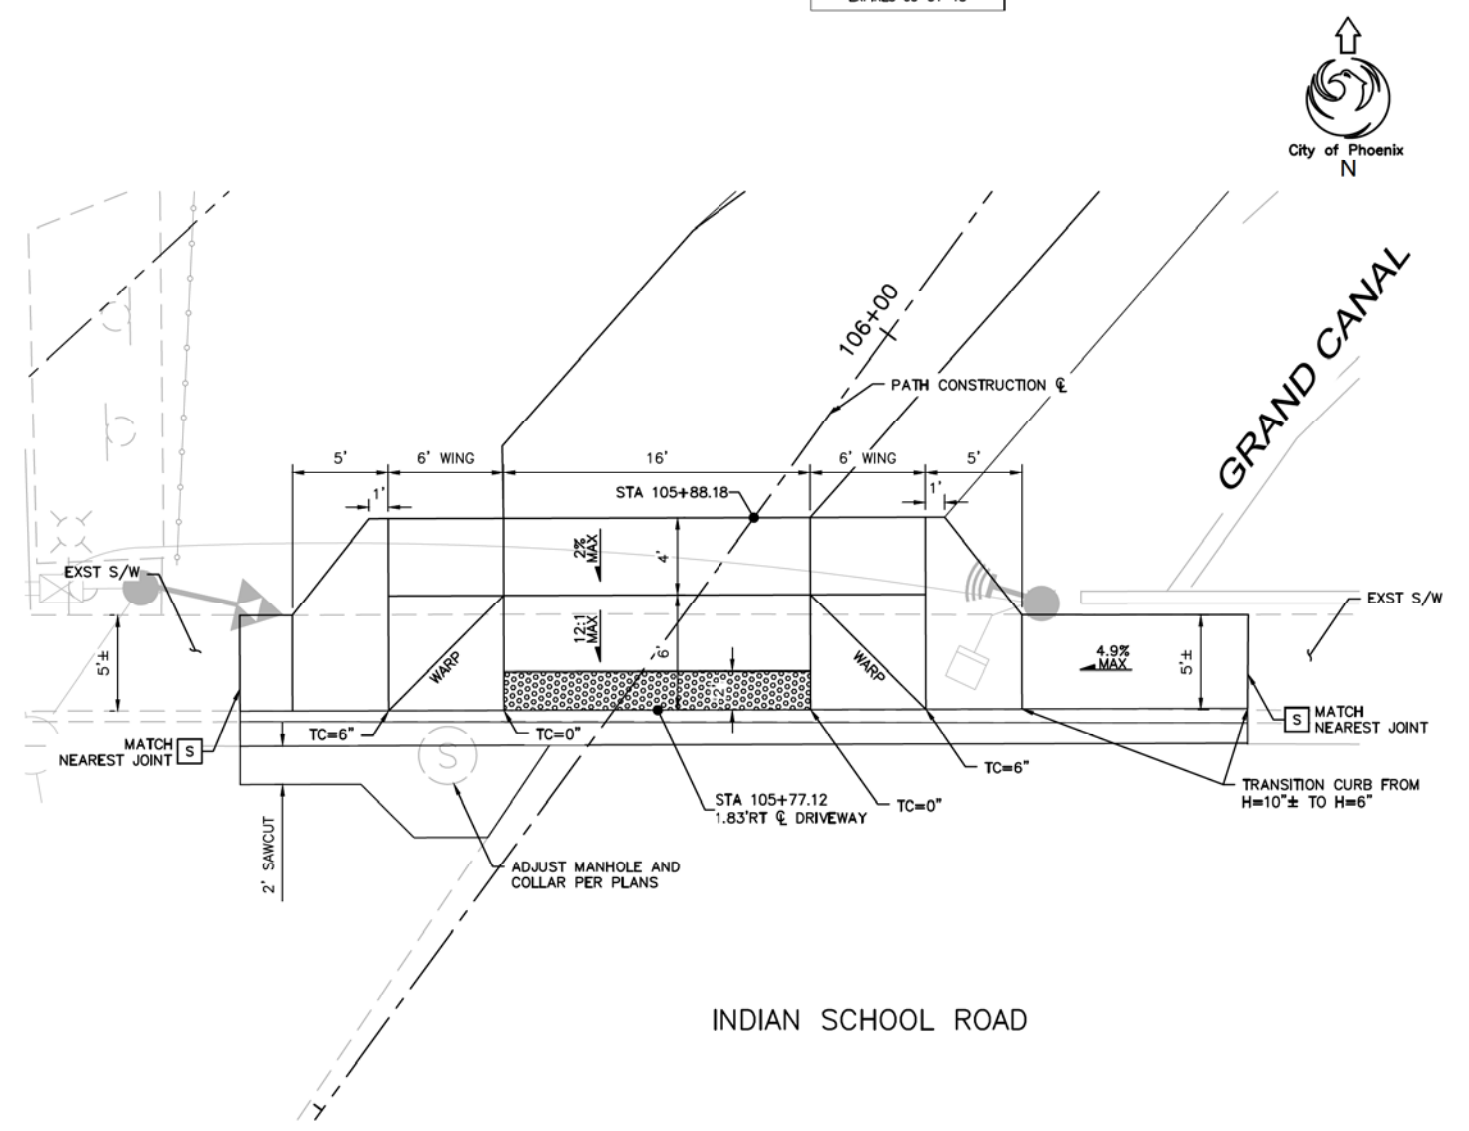 City of Phoenix
N
106+00
GRAND CANAL
PATH CONSTRUCTION ℄
5'
6' WING
16'
6' WING
5'
1'
STA 105+88.18
1'
2%
MAX
4'
EXST S/W
EXST S/W
12:1
MAX
5'±
WARP
6'
WARP
4.9%
MAX
5'±
2'
TC=6"
TC=0"
MATCH
NEAREST JOINT
S
S
MATCH
NEAREST JOINT
S
TC=6"
TRANSITION CURB FROM
H=10"± TO H=6"
STA 105+77.12
1.83'RT ℄ DRIVEWAY
TC=0"
2' SAWCUT
ADJUST MANHOLE AND
COLLAR PER PLANS
INDIAN SCHOOL ROAD